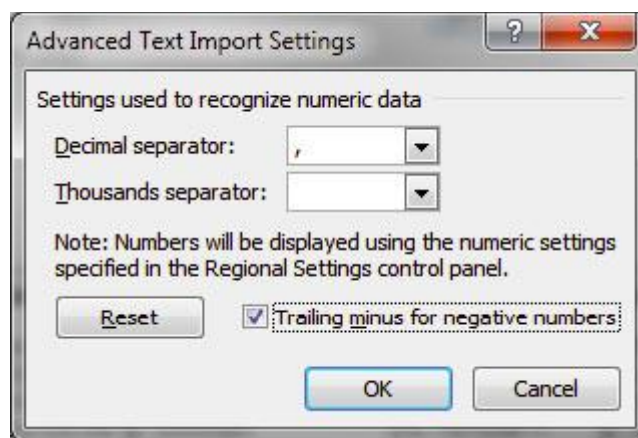 Advanced Text Import Settings
Settings used to recognize numeric data
Decimal separator: ,
Thousands separator:
Note: Numbers will be displayed using the numeric settings
specified in the Regional Settings control panel.
Reset Trailing minus for negative numbers
OK Cancel